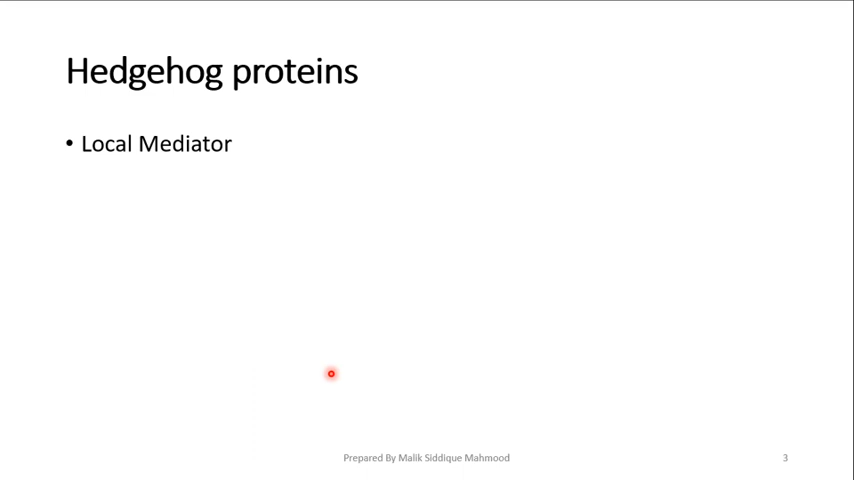 Hedgehog proteins
• Local Mediator
Prepared By Malik Siddique Mahmood
3